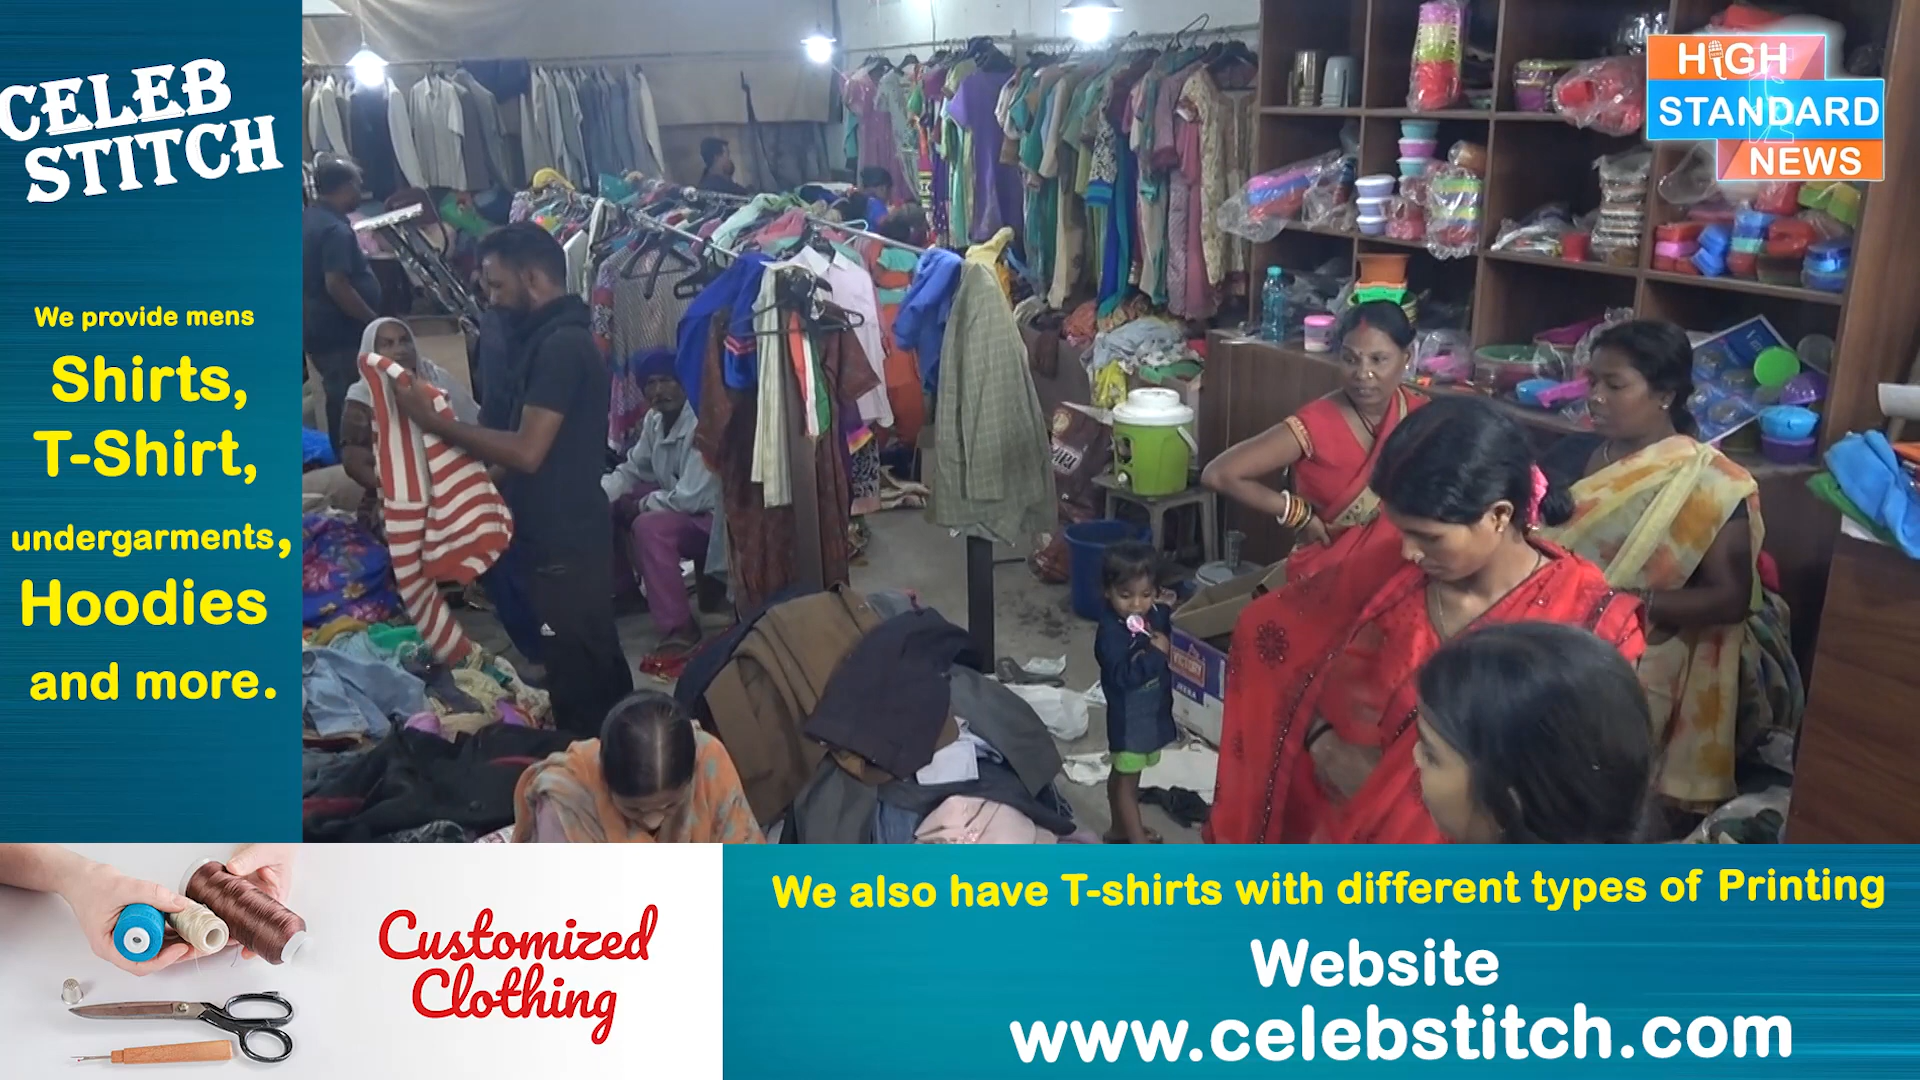 CELEB
STITCH
We provide mens
Shirts,
T-Shirt,
undergarments,
Hoodies
and more.
HIGH
STANDARD
NEWS
VICTORY
Customized
Clothing
We also have T-shirts with different types of Printing
Website
www.celebstitch.com